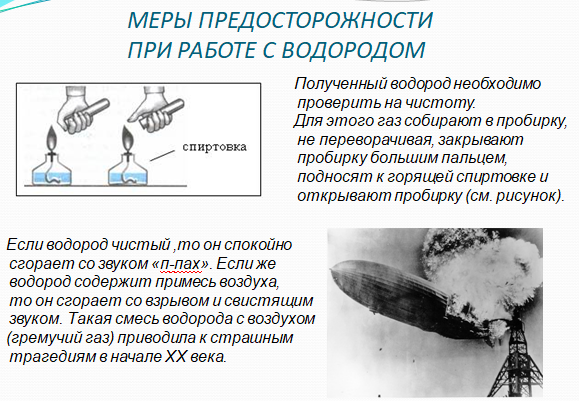 МЕРЫ ПРЕДОСТОРОЖНОСТИ
ПРИ РАБОТЕ С ВОДОРОДОМ
спиртовка
Полученный водород необходимо
проверить на чистоту.
Для этого газ собирают в пробирку,
не переворачивая, закрывают
пробирку большим пальцем,
подносят к горящей спиртовке и
открывают пробирку (см. рисунок).
Если водород чистый ,то он спокойно
сгорает со звуком «п-пах». Если же
водород содержит примесь воздуха,
то он сгорает со взрывом и свистящим
звуком. Такая смесь водорода с воздухом
(гремучий газ) приводила к страшным
трагедиям в начале XX века.